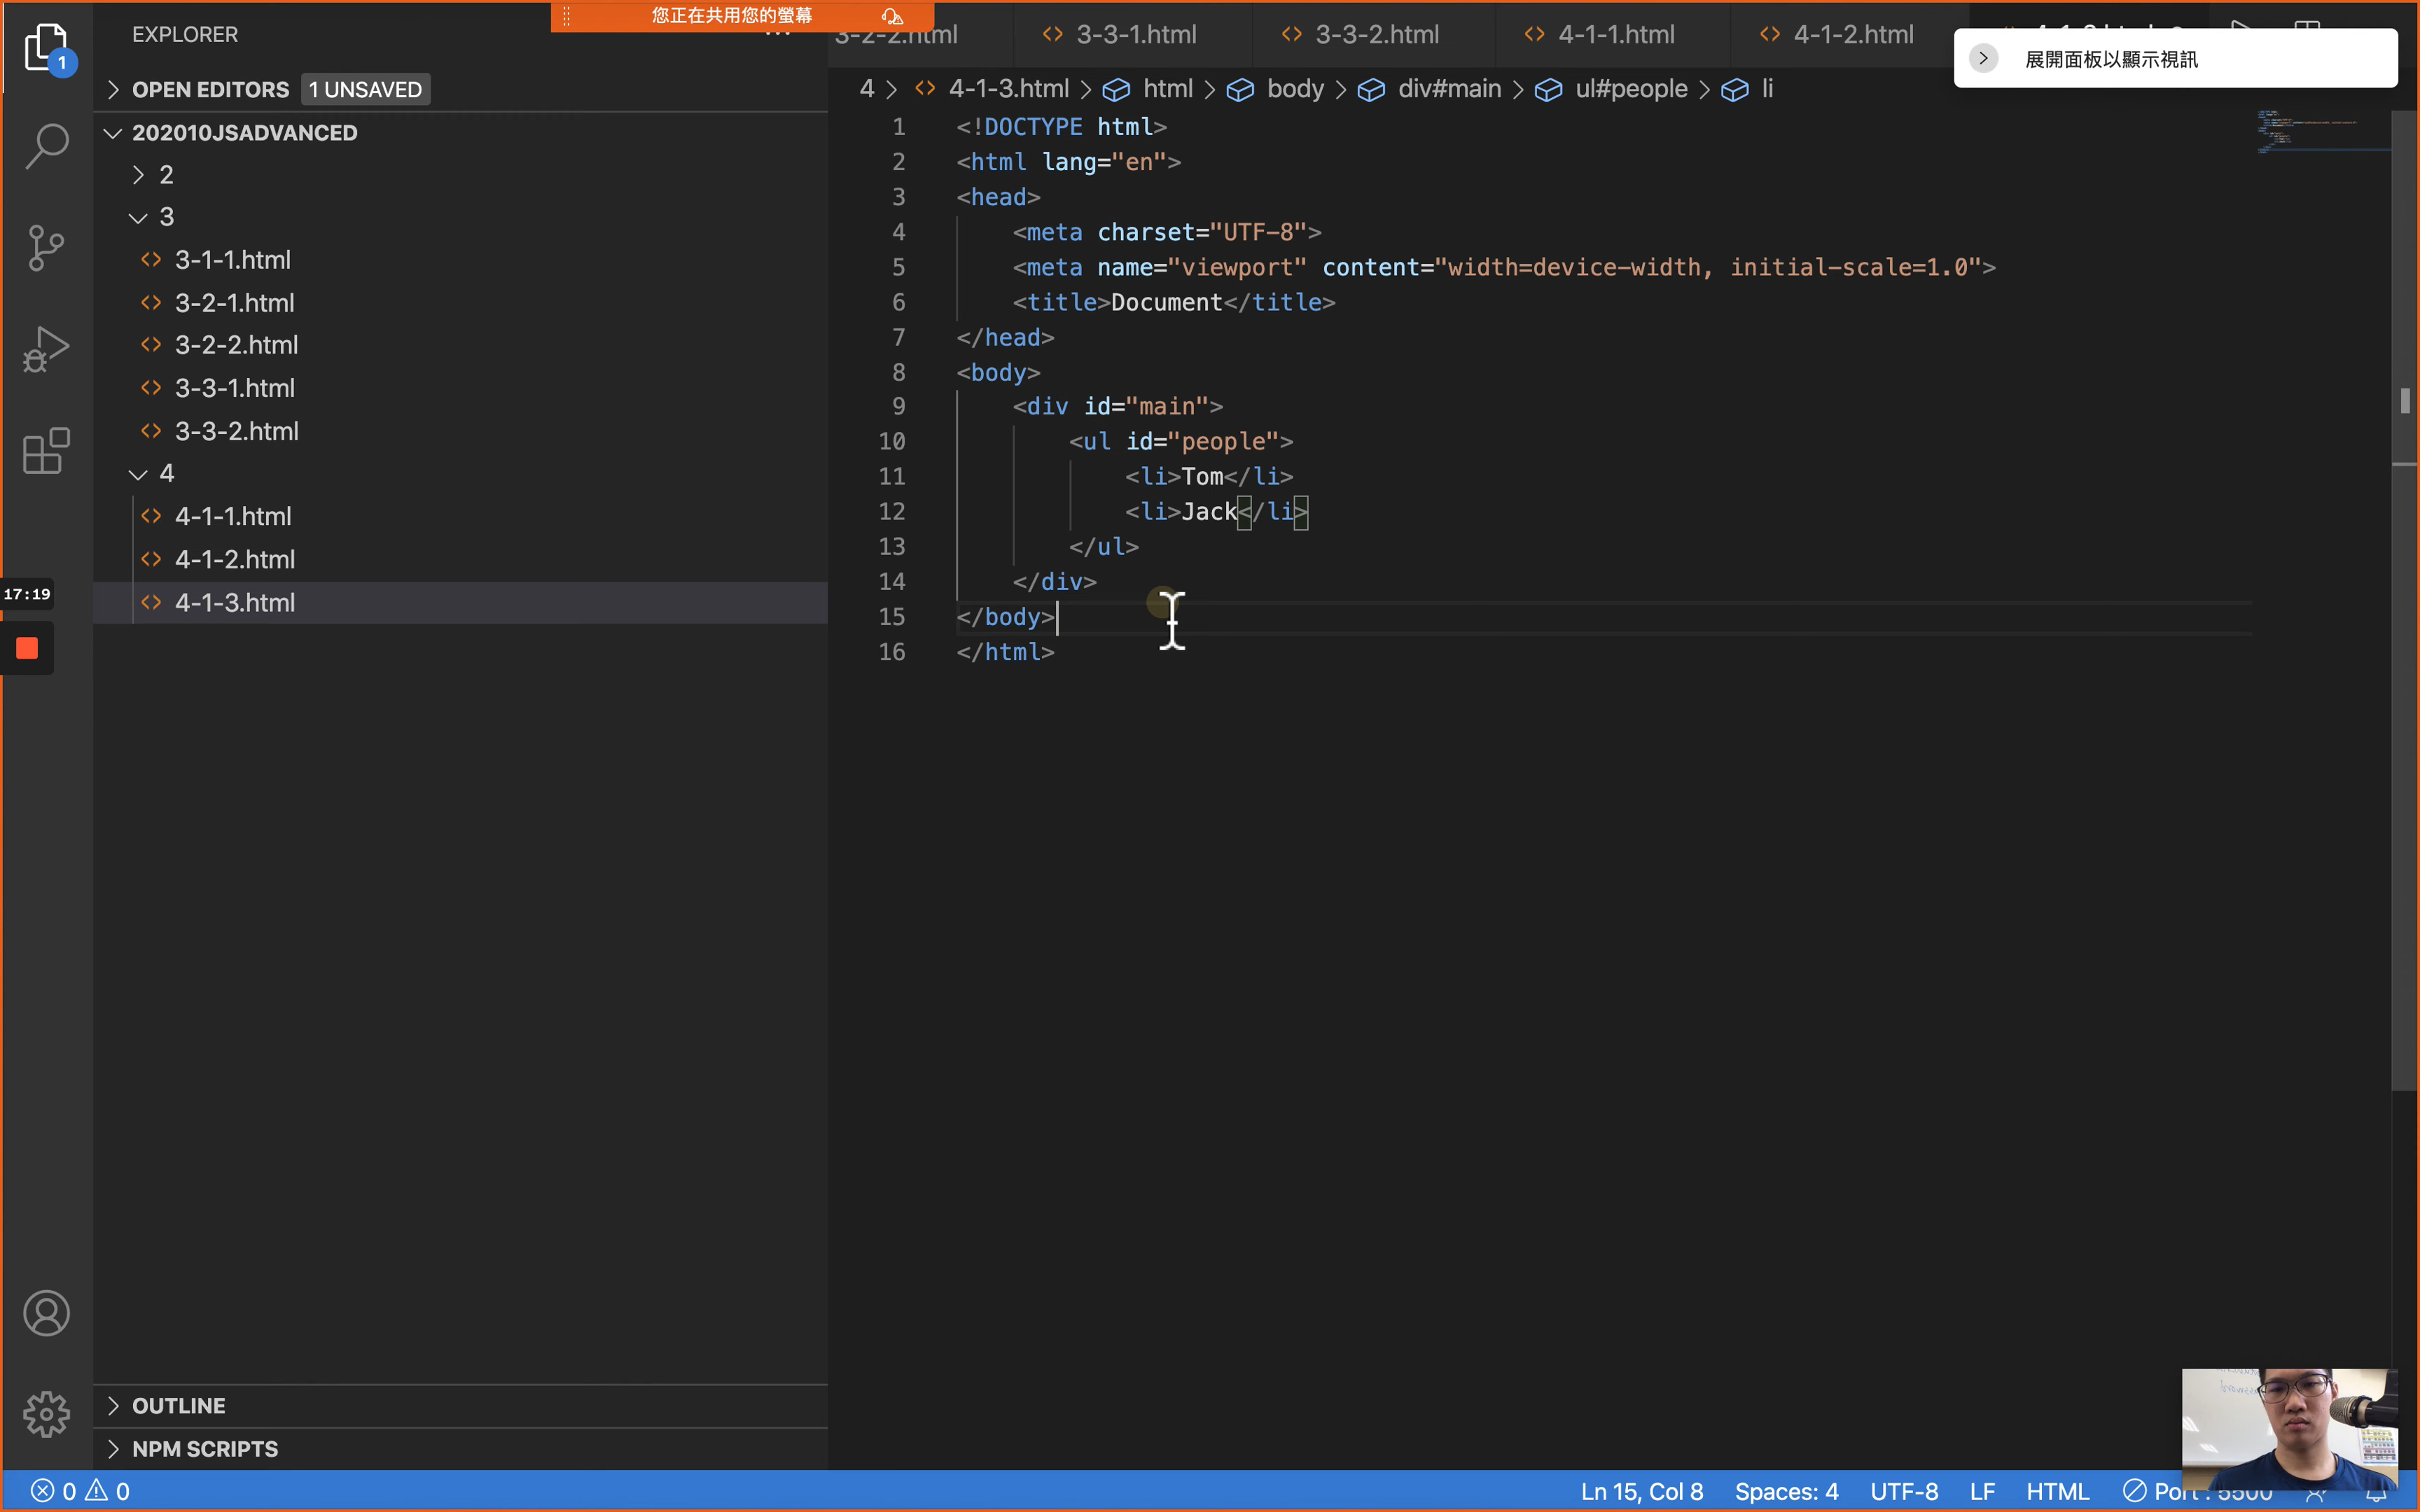 您正在共用您的螢幕
EXPLORER
OPEN EDITORS 1 UNSAVED
202010JSADVANCED
2
3
3-1-1.html
3-2-1.html
3-2-2.html
3-3-1.html
3-3-2.html
4
4-1-1.html
4-1-2.html
4-1-3.html
OUTLINE
NPM SCRIPTS
1
17:19
3-2-2.html 3-3-1.html 3-3-2.html 4-1-1.html 4-1-2.html
展開面板以顯示視訊
4 > 4-1-3.html > html > body > div#main > ul#people > li
1 <!DOCTYPE html>
2 <html lang="en">
3 <head>
4 <meta charset="UTF-8">
5 <meta name="viewport" content="width=device-width, initial-scale=1.0">
6 <title>Document</title>
7 </head>
8 <body>
9 <div id="main">
10 <ul id="people">
11 <li>Tom</li>
12 <li>Jack</li>
13 </ul>
14 </div>
15 </body>
16 </html>
0 0 Ln 15, Col 8 Spaces: 4 UTF-8 LF HTML Port : 5500